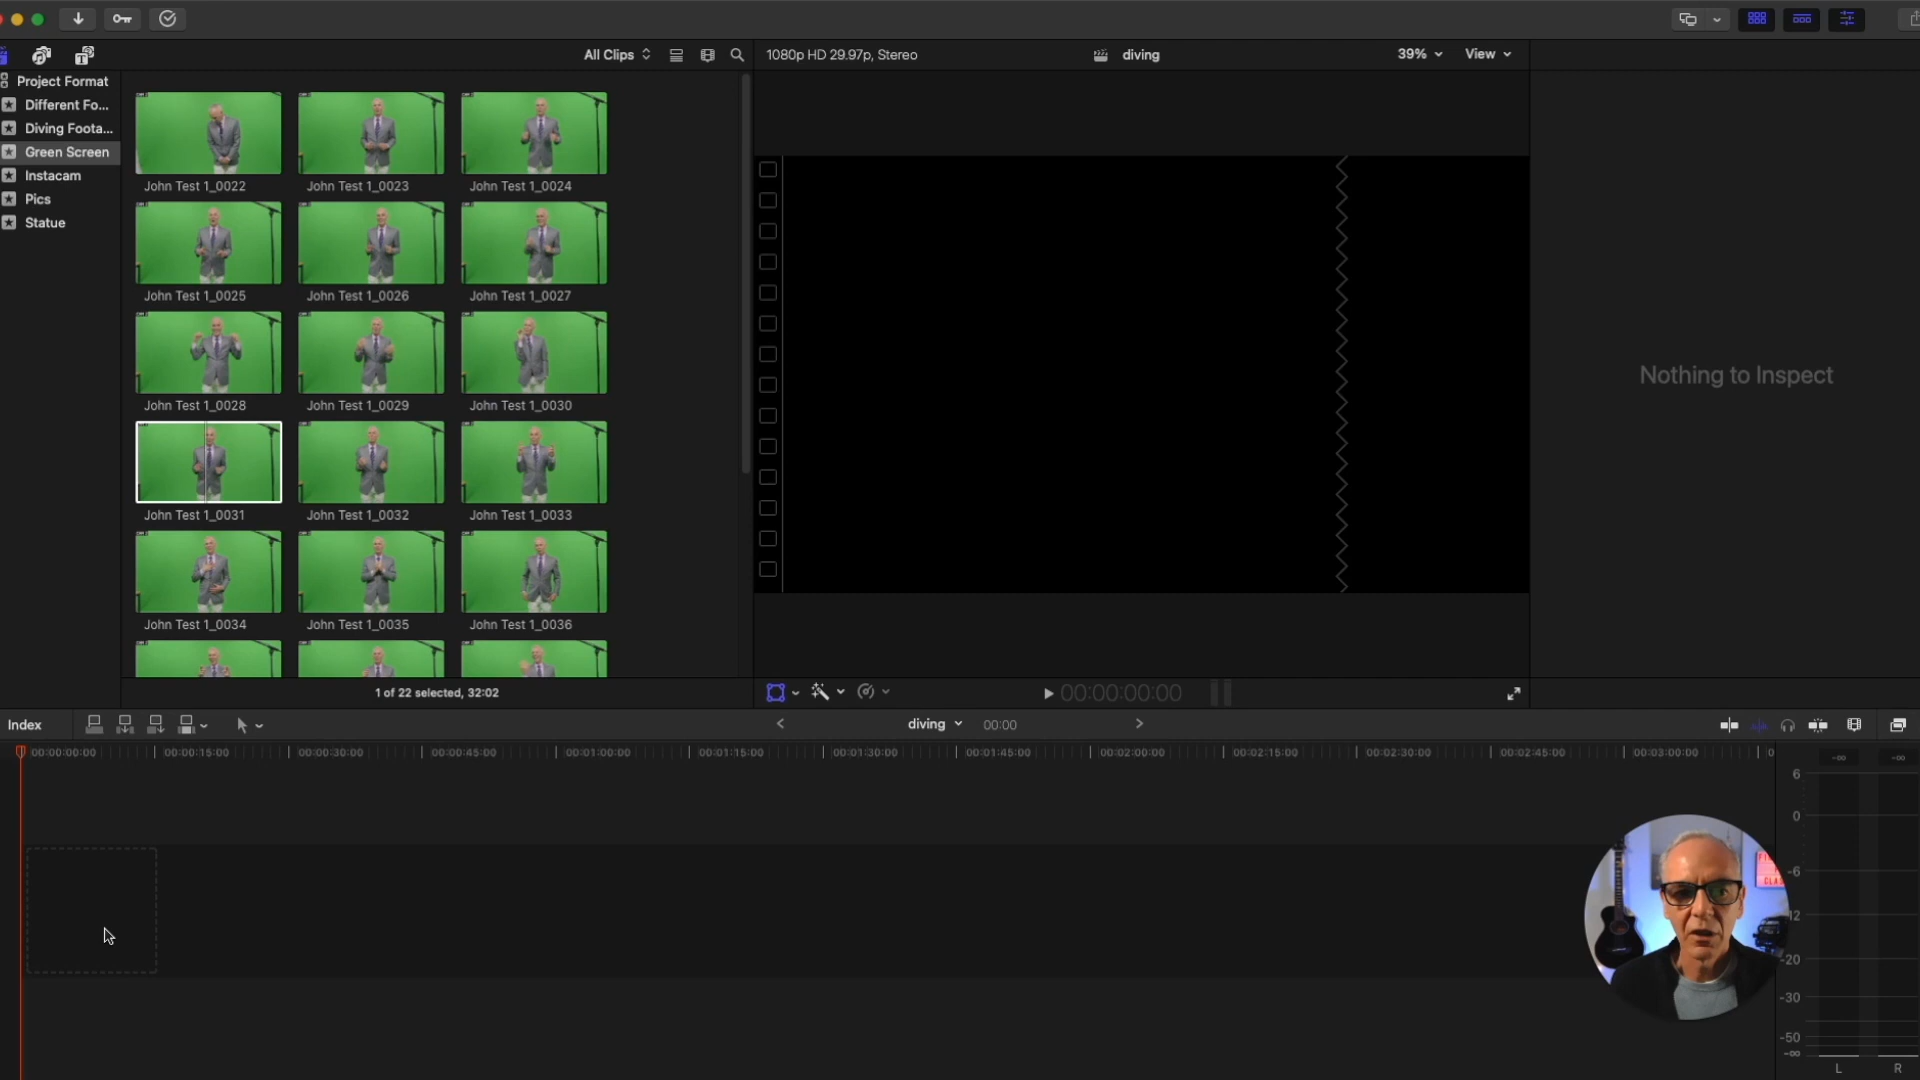 All Clips
1080p HD 29.97p, Stereo
diving
39%
View
Project Format
Different Fo...
Diving Foota...
Green Screen
Instacam
Pics
Statue
John Test 1_0022
John Test 1_0023
John Test 1_0024
John Test 1_0025
John Test 1_0026
John Test 1_0027
John Test 1_0028
John Test 1_0029
John Test 1_0030
John Test 1_0031
John Test 1_0032
John Test 1_0033
John Test 1_0034
John Test 1_0035
John Test 1_0036
1 of 22 selected, 32:02
Nothing to Inspect
00:00:00:00
Index
diving
00:00
00:00:00:00
00:00:15:00
00:00:30:00
00:00:45:00
00:01:00:00
00:01:15:00
00:01:30:00
00:01:45:00
00:02:00:00
00:02:15:00
00:02:30:00
00:02:45:00
00:03:00:00
0
-∞
-∞
6
0
-6
12
-20
-30
-50
-∞
L
R